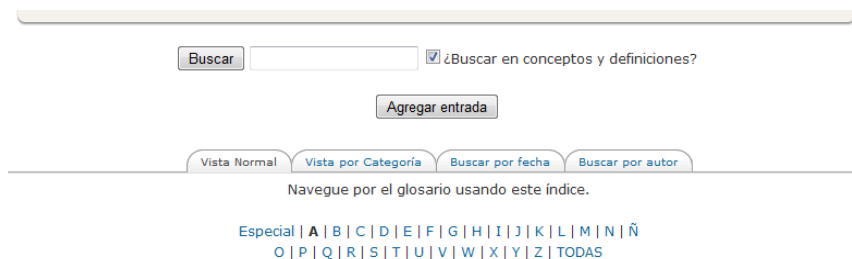 Buscar ¿Buscar en conceptos y definiciones?
Agregar entrada
Vista Normal Vista por Categoría Buscar por fecha Buscar por autor
Navegue por el glosario usando este índice.
Especial | A | B | C | D | E | F | G | H | I | J | K | L | M | N | Ñ
O | P | Q | R | S | T | U | V | W | X | Y | Z | TODAS